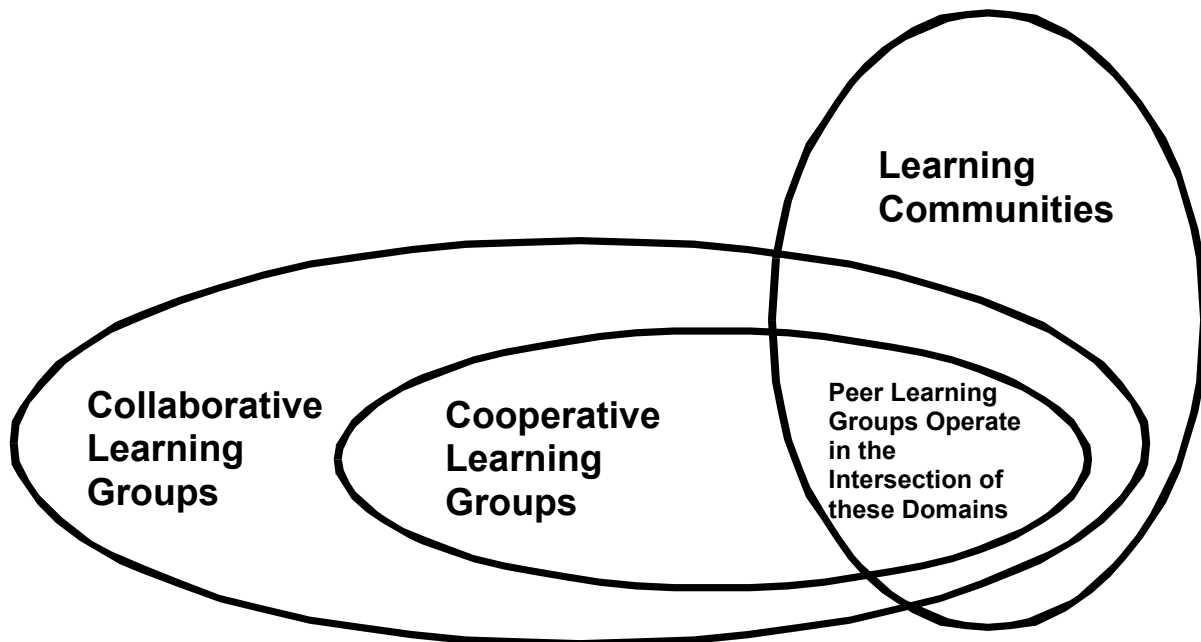 Learning
Communities
Collaborative
Learning
Groups
Cooperative
Learning
Groups
Peer Learning
Groups Operate
in the
Intersection of
these Domains